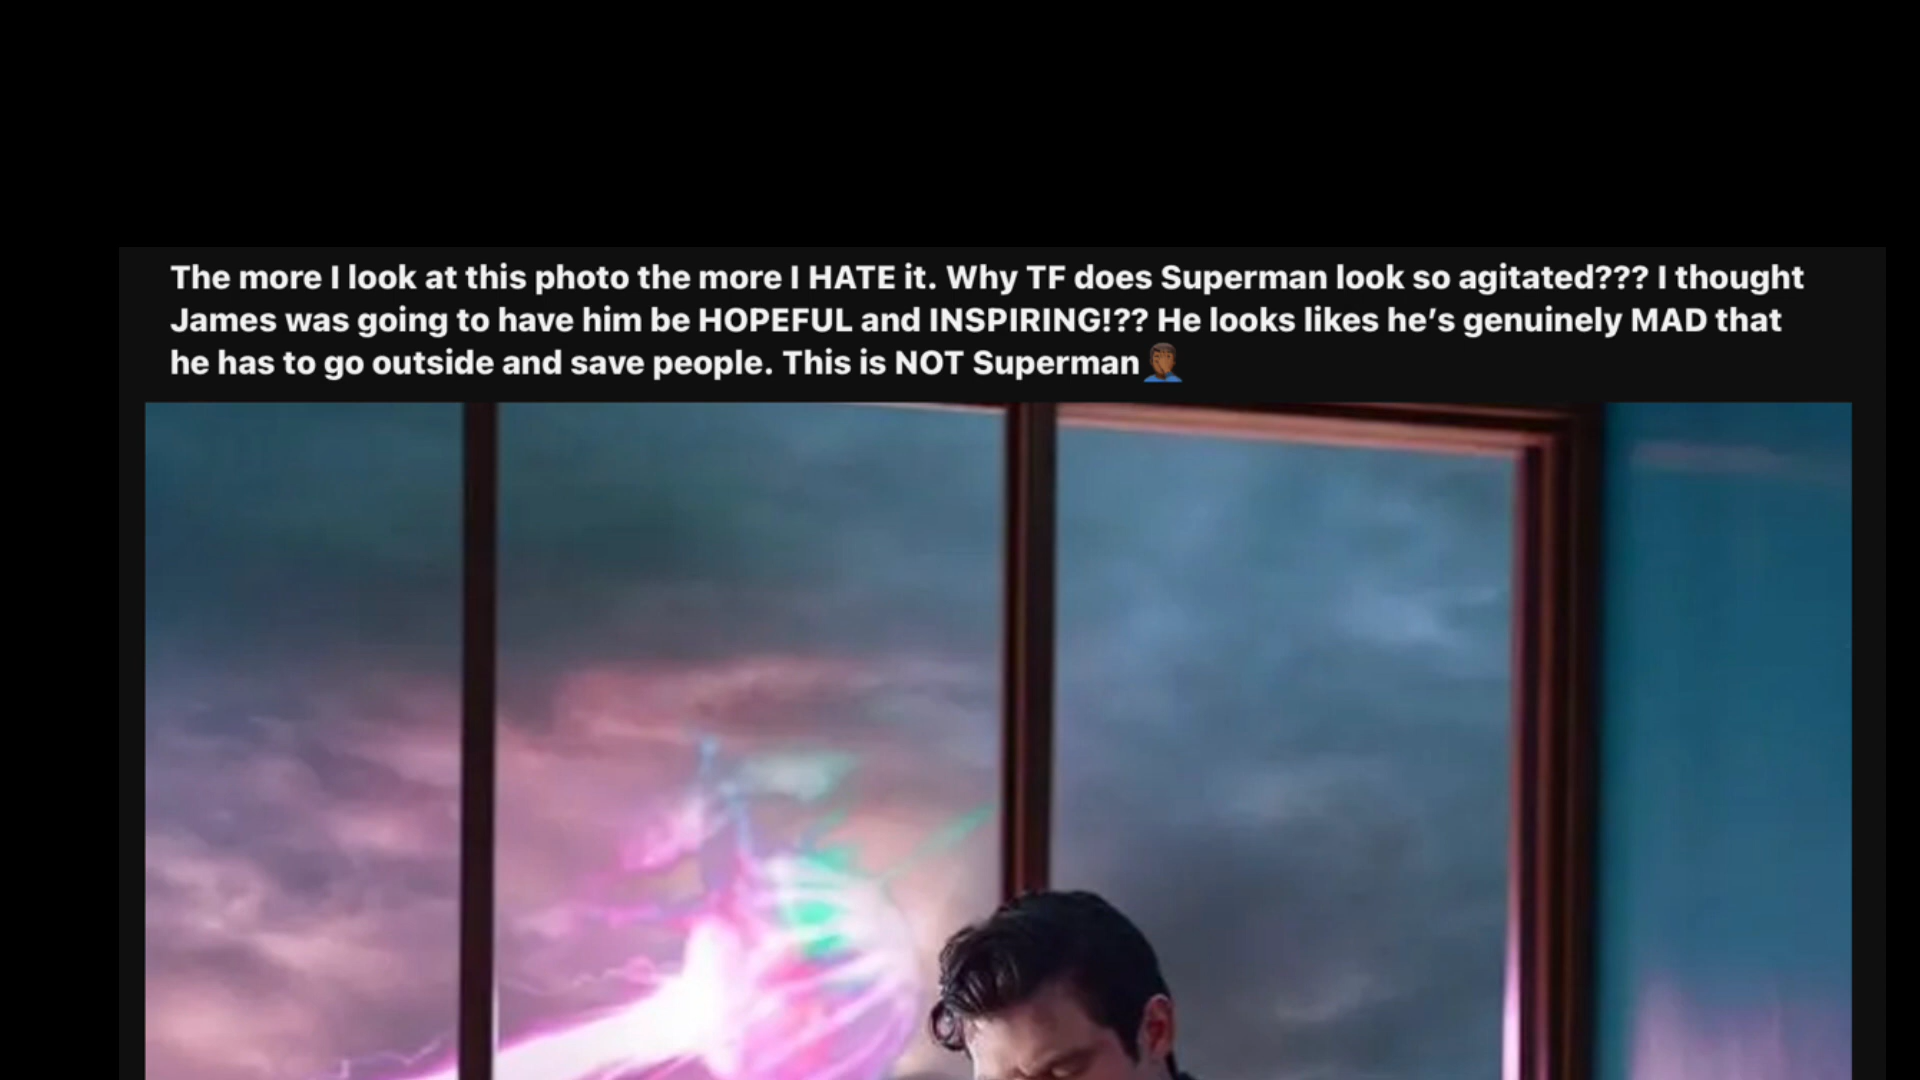 The more I look at this photo the more I HATE it. Why TF does Superman look so agitated??? I thought
James was going to have him be HOPEFUL and INSPIRING!?? He looks likes he’s genuinely MAD that
he has to go outside and save people. This is NOT Superman🤦🏾‍♂️